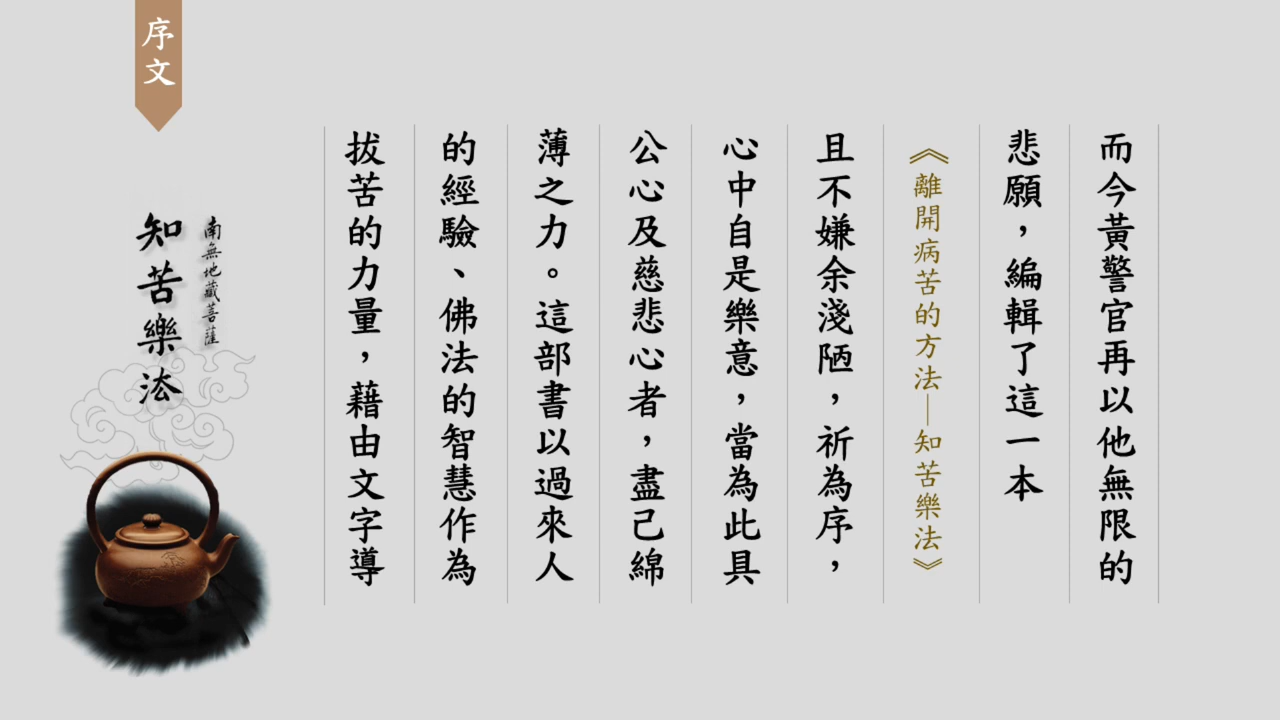 而今黃警官再以他無限的
悲願，編輯了這一本
《離開病苦的方法—知苦樂法》
且不嫌余淺陋，祈為序，
心中自是樂意，當為此具
公心及慈悲心者，盡己綿
薄之力。這部書以過來人
的經驗、佛法的智慧作為
拔苦的力量，藉由文字導
序文
南無地藏菩薩
知苦樂法